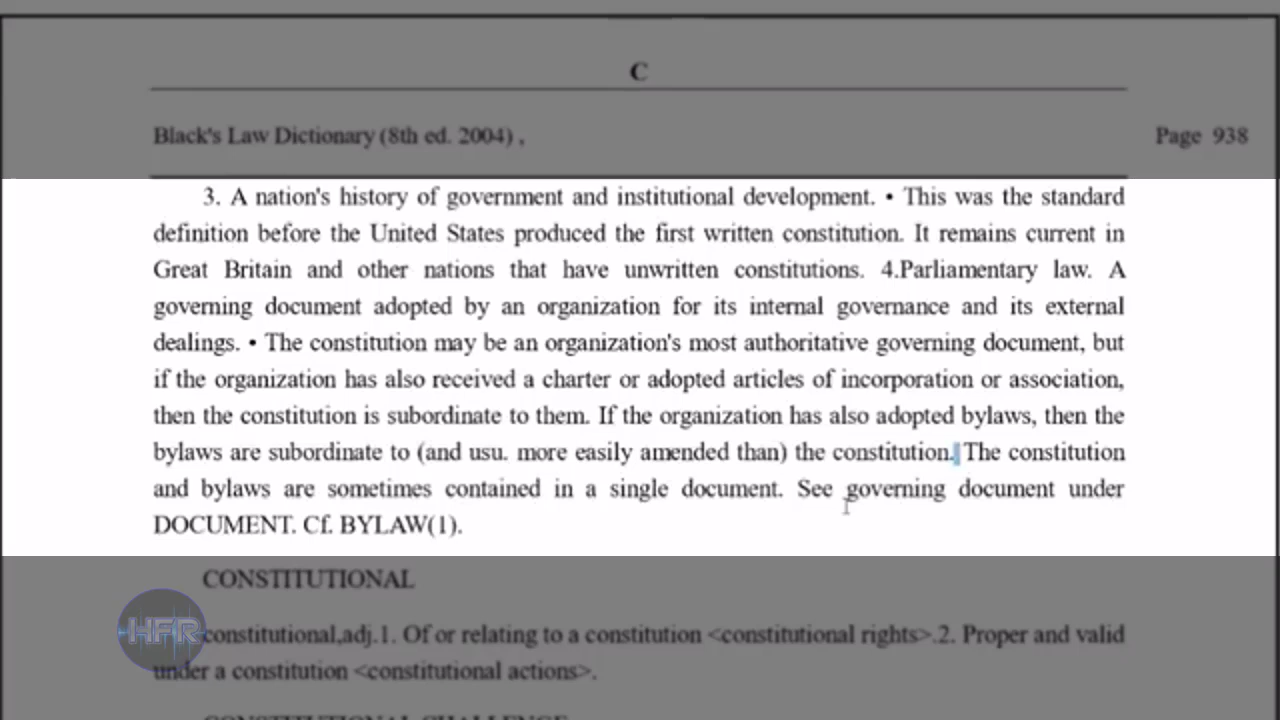 C
Black's Law Dictionary (8th ed. 2004) , Page 938
3. A nation's history of government and institutional development. • This was the standard
definition before the United States produced the first written constitution. It remains current in
Great Britain and other nations that have unwritten constitutions. 4.Parliamentary law. A
governing document adopted by an organization for its internal governance and its external
dealings. • The constitution may be an organization's most authoritative governing document, but
if the organization has also received a charter or adopted articles of incorporation or association,
then the constitution is subordinate to them. If the organization has also adopted bylaws, then the
bylaws are subordinate to (and usu. more easily amended than) the constitution. The constitution
and bylaws are sometimes contained in a single document. See governing document under
DOCUMENT. Cf. BYLAW(1).
CONSTITUTIONAL
HFR
constitutional,adj.1. Of or relating to a constitution <constitutional rights>.2. Proper and valid
under a constitution <constitutional actions>.
CONSTITUTIONAL CHALLENGE